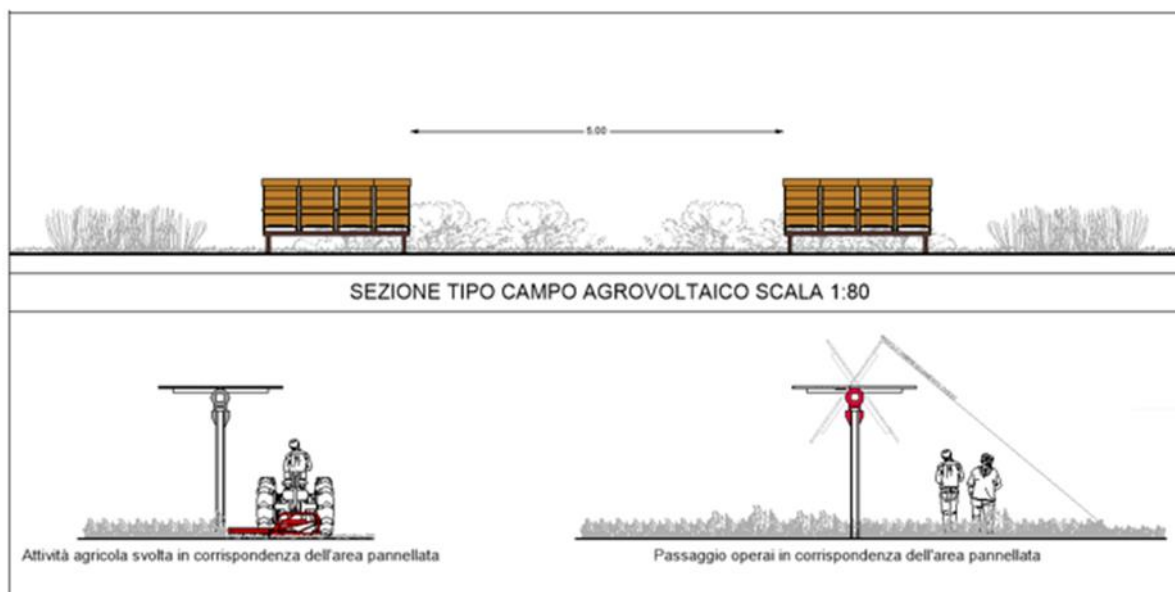 5.00
SEZIONE TIPO CAMPO AGROVOLTAICO SCALA 1:80
Attività agricola svolta in corrispondenza dell'area pannellata
Passaggio operai in corrispondenza dell'area pannellata